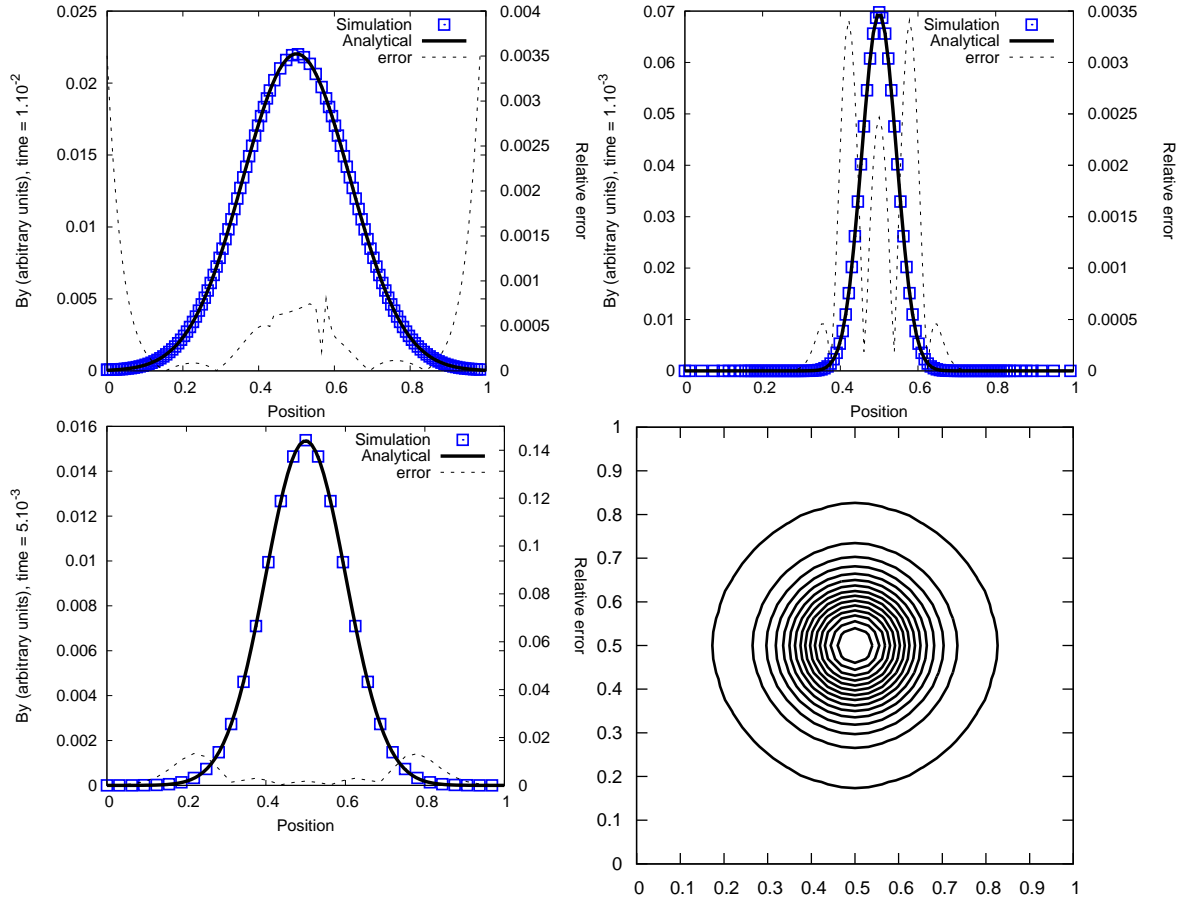 Simulation
Analytical
error
0.025
0.02
0.015
0.01
0.005
0
By (arbitrary units), time = 1.10-2
0.004
0.0035
0.003
0.0025
0.002
0.0015
0.001
0.0005
0
Relative error
0 0.2 0.4 0.6 0.8 1
Position
Simulation
Analytical
error
0.07
0.06
0.05
0.04
0.03
0.02
0.01
0
By (arbitrary units), time = 1.10-3
0.0035
0.003
0.0025
0.002
0.0015
0.001
0.0005
0
Relative error
0 0.2 0.4 0.6 0.8 1
Position
Simulation
Analytical
error
0.016
0.014
0.012
0.01
0.008
0.006
0.004
0.002
0
By (arbitrary units), time = 5.10-3
0.14
0.12
0.1
0.08
0.06
0.04
0.02
0
Relative error
0 0.2 0.4 0.6 0.8 1
Position
1
0.9
0.8
0.7
0.6
0.5
0.4
0.3
0.2
0.1
0
0 0.1 0.2 0.3 0.4 0.5 0.6 0.7 0.8 0.9 1